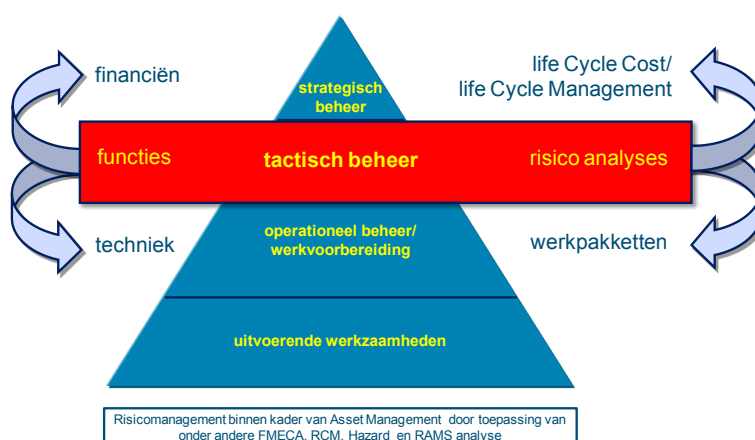 financiën
strategisch
beheer
life Cycle Cost/
life Cycle Management
functies
tactisch beheer
risico analyses
techniek
operationeel beheer/
werkvoorbereiding
werkpakketten
uitvoerende werkzaamheden
Risicomanagement binnen kader van Asset Management door toepassing van
onder andere FMECA, RCM, Hazard en RAMS analyse